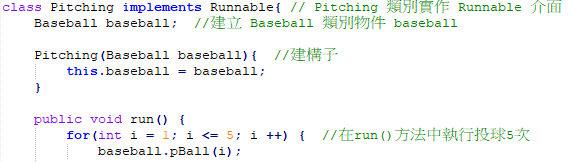 class Pitching implements Runnable{ // Pitching 類別實作 Runnable 介面
    Baseball baseball;  //建立 Baseball 類別物件 baseball
    Pitching(Baseball baseball){  //建構子
        this.baseball = baseball;
    }
    public void run() {
        for(int i = 1; i <= 5; i ++) {  //在run()方法中執行投球5次
            baseball.pBall(i);